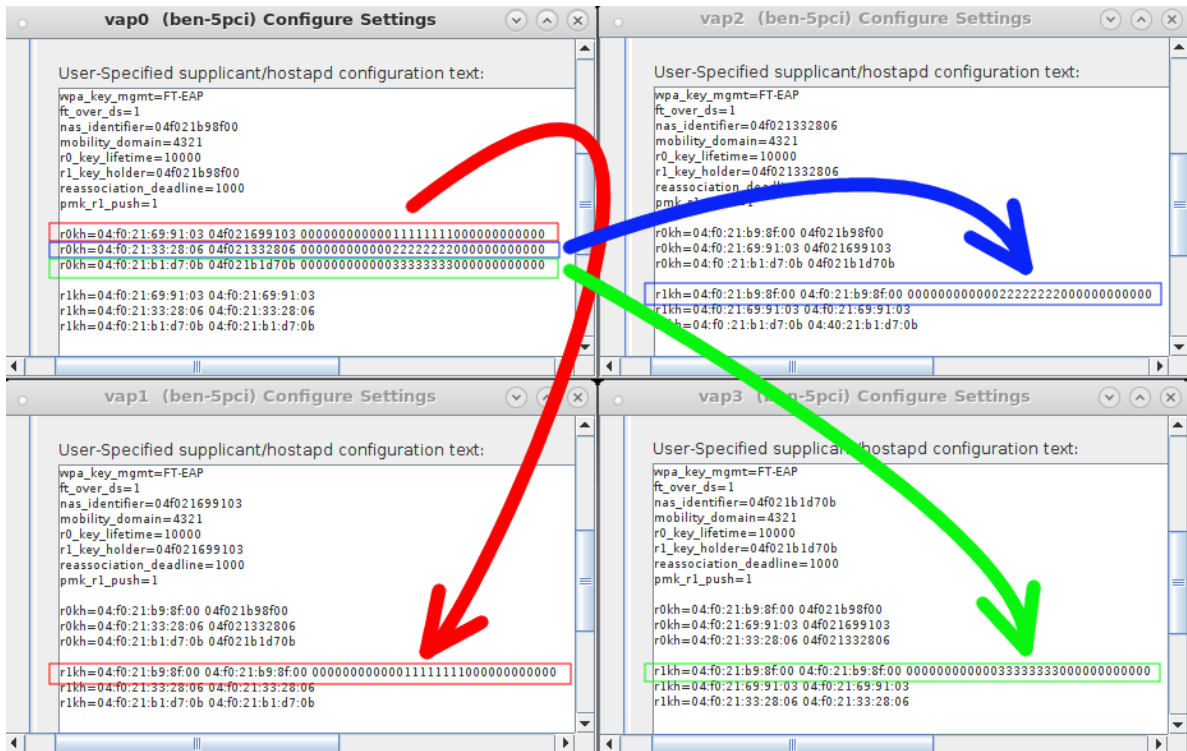 vap0 (ben-5pci) Configure Settings
User-Specified supplicant/hostapd configuration text:
wpa_key_mgmt=FT-EAP
ft_over_ds=1
nas_identifier=04f021b98f00
mobility_domain=4321
r0_key_lifetime=10000
r1_key_holder=04f021b98f00
reassociation_deadline=1000
pmk_r1_push=1
r0kh=04:f0:21:69:91:03 04f021699103 00000000000011111111000000000000
r0kh=04:f0:21:33:28:06 04f021332806 00000000000022222222000000000000
r0kh=04:f0:21:b1:d7:0b 04f021b1d70b 00000000000033333333000000000000
r1kh=04:f0:21:69:91:03 04:f0:21:69:91:03
r1kh=04:f0:21:33:28:06 04:f0:21:33:28:06
r1kh=04:f0:21:b1:d7:0b 04:f0:21:b1:d7:0b
vap2 (ben-5pci) Configure Settings
User-Specified supplicant/hostapd configuration text:
wpa_key_mgmt=FT-EAP
ft_over_ds=1
nas_identifier=04f021332806
mobility_domain=4321
r0_key_lifetime=10000
r1_key_holder=04f021332806
reassociation_deadline=1000
pmk_r1_push=1
r0kh=04:f0:21:b9:8f:00 04f021b98f00
r0kh=04:f0:21:69:91:03 04f021699103
r0kh=04:f0:21:b1:d7:0b 04f021b1d70b
r1kh=04:f0:21:b9:8f:00 04:f0:21:b9:8f:00 00000000000022222222000000000000
r1kh=04:f0:21:69:91:03 04:f0:21:69:91:03
r1kh=04:f0:21:b1:d7:0b 04:40:21:b1:d7:0b
vap1 (ben-5pci) Configure Settings
User-Specified supplicant/hostapd configuration text:
wpa_key_mgmt=FT-EAP
ft_over_ds=1
nas_identifier=04f021699103
mobility_domain=4321
r0_key_lifetime=10000
r1_key_holder=04f021699103
reassociation_deadline=1000
pmk_r1_push=1
r0kh=04:f0:21:b9:8f:00 04f021b98f00
r0kh=04:f0:21:33:28:06 04f021332806
r0kh=04:f0:21:b1:d7:0b 04f021b1d70b
r1kh=04:f0:21:b9:8f:00 04:f0:21:b9:8f:00 00000000000011111111000000000000
r1kh=04:f0:21:33:28:06 04:f0:21:33:28:06
r1kh=04:f0:21:b1:d7:0b 04:f0:21:b1:d7:0b
vap3 (ben-5pci) Configure Settings
User-Specified supplicant/hostapd configuration text:
wpa_key_mgmt=FT-EAP
ft_over_ds=1
nas_identifier=04f021b1d70b
mobility_domain=4321
r0_key_lifetime=10000
r1_key_holder=04f021b1d70b
reassociation_deadline=1000
pmk_r1_push=1
r0kh=04:f0:21:b9:8f:00 04f021b98f00
r0kh=04:f0:21:69:91:03 04f021699103
r0kh=04:f0:21:33:28:06 04f021332806
r1kh=04:f0:21:b9:8f:00 04:f0:21:b9:8f:00 00000000000033333333000000000000
r1kh=04:f0:21:69:91:03 04:f0:21:69:91:03
r1kh=04:f0:21:33:28:06 04:f0:21:33:28:06